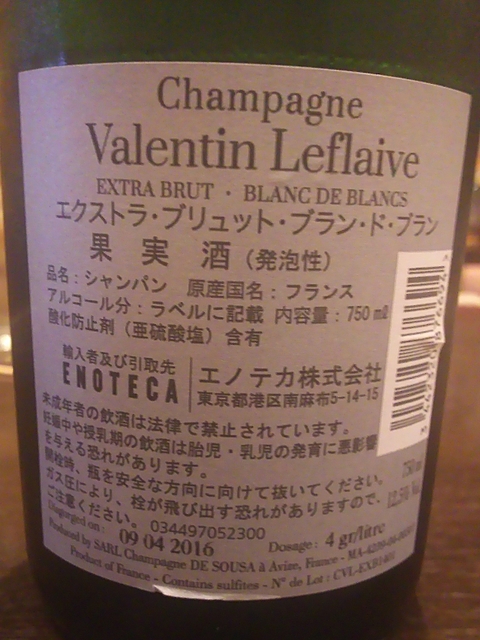 Champagne
Valentin Leflaive
EXTRA BRUT · BLANC DE BLANCS
エクストラ・ブリュット・ブラン・ド・ブラン
果実酒（発泡性）
品名：シャンパン 原産国名：フランス
アルコール分：ラベルに記載 内容量：750㎖
酸化防止剤（亜硫酸塩）含有
輸入者及び引取先
ENOTECA
エノテカ株式会社
東京都港区南麻布5-14-15
未成年者の飲酒は法律で禁止されています。
妊娠中や授乳期の飲酒は胎児・乳児の発育に悪影響
を与える恐れがあります。
開栓時、瓶を安全な方向に向けて抜いてください。
ガス圧により、栓が飛び出す恐れがありますので、
ご注意ください。 034497052300
750 ml
12.5% Vol.
Disgorged on : 09 04 2016 Dosage : 4 gr/litre
Produced by SARL Champagne DE SOUSA à Avize, France -
Product of France - Contains sulfites - N° de Lot : CVL-EXB1401